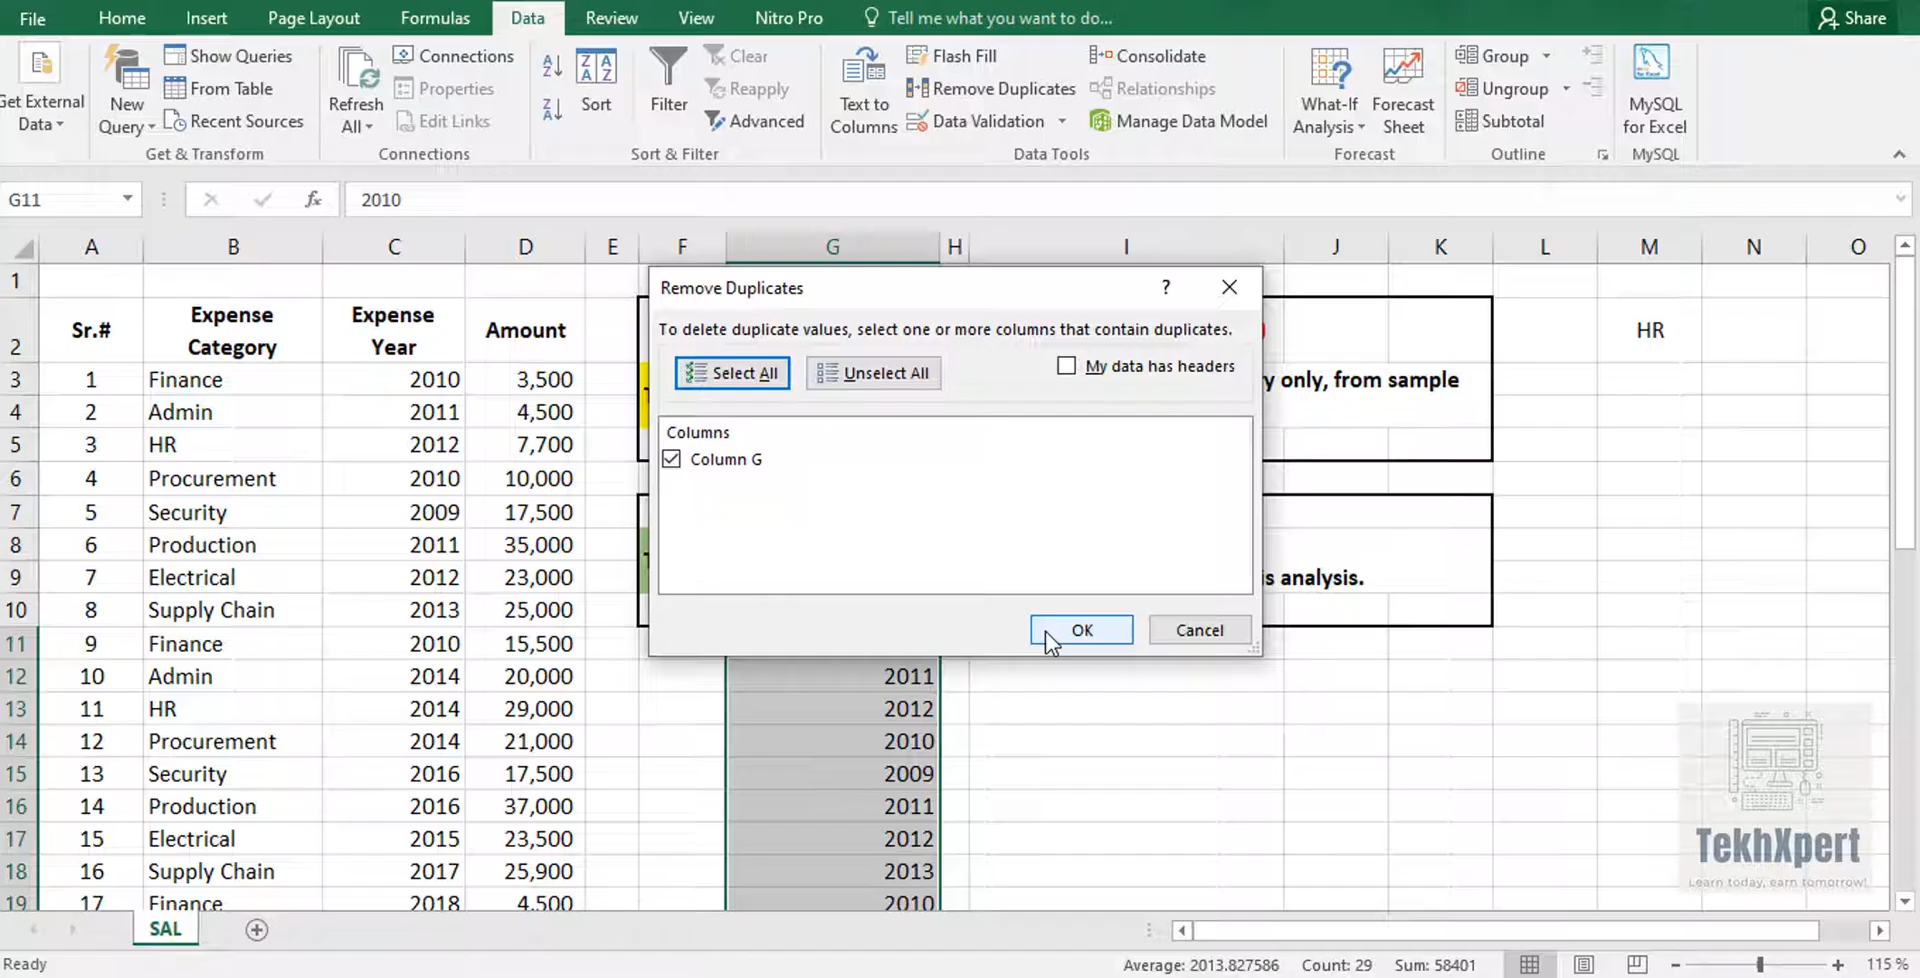 File Home Insert Page Layout Formulas Data Review View Nitro Pro Tell me what you want to do... Share
Get External Data
New Query
Show Queries
From Table
Recent Sources
Get & Transform
Refresh All
Connections
Properties
Edit Links
Connections
Sort
Filter
Clear
Reapply
Advanced
Sort & Filter
Text to Columns
Flash Fill
Remove Duplicates
Data Validation
Consolidate
Relationships
Manage Data Model
Data Tools
What-If Analysis
Forecast Sheet
Forecast
Group
Ungroup
Subtotal
Outline
MySQL for Excel
MySQL
G11 fx 2010
A B C D E F G H I J K L M N O
1
2 Sr.# Expense Category Expense Year Amount HR
3 1 Finance 2010 3,500 y only, from sample
4 2 Admin 2011 4,500
5 3 HR 2012 7,700
6 4 Procurement 2010 10,000
7 5 Security 2009 17,500
8 6 Production 2011 35,000
9 7 Electrical 2012 23,000 is analysis.
10 8 Supply Chain 2013 25,000
11 9 Finance 2010 15,500
12 10 Admin 2014 20,000 2011
13 11 HR 2014 29,000 2012
14 12 Procurement 2014 21,000 2010
15 13 Security 2016 17,500 2009
16 14 Production 2016 37,000 2011
17 15 Electrical 2015 23,500 2012
18 16 Supply Chain 2017 25,900 2013
19 17 Finance 2018 4,500 2010
Remove Duplicates ?
To delete duplicate values, select one or more columns that contain duplicates.
Select All Unselect All My data has headers
Columns
Column G
OK Cancel
TekhXpert
Learn today, earn tomorrow!
SAL
Ready Average: 2013.827586 Count: 29 Sum: 58401 115 %